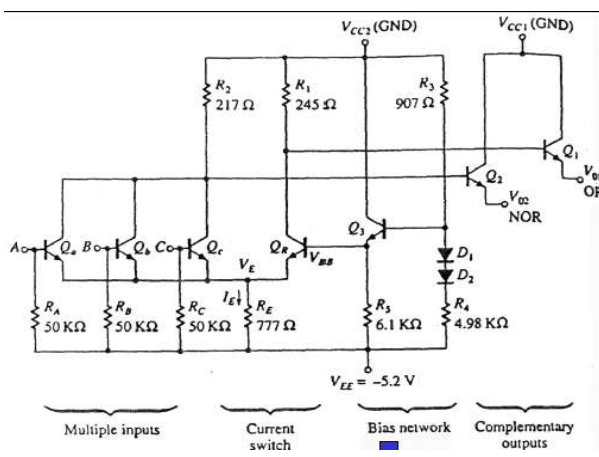 V_CC2 (GND)
V_CC1 (GND)
R_2
217 Ω
R_1
245 Ω
R_3
907 Ω
Q_1
Q_2
V_01
OR
V_02
NOR
Q_3
A
Q_a
B
Q_b
C
Q_c
Q_R
V_BB
D_1
D_2
V_E
I_E
R_A
50 KΩ
R_B
50 KΩ
R_C
50 KΩ
R_E
777 Ω
R_5
6.1 KΩ
R_4
4.98 KΩ
V_EE = −5.2 V
Multiple inputs
Current
switch
Bias network
Complementary
outputs